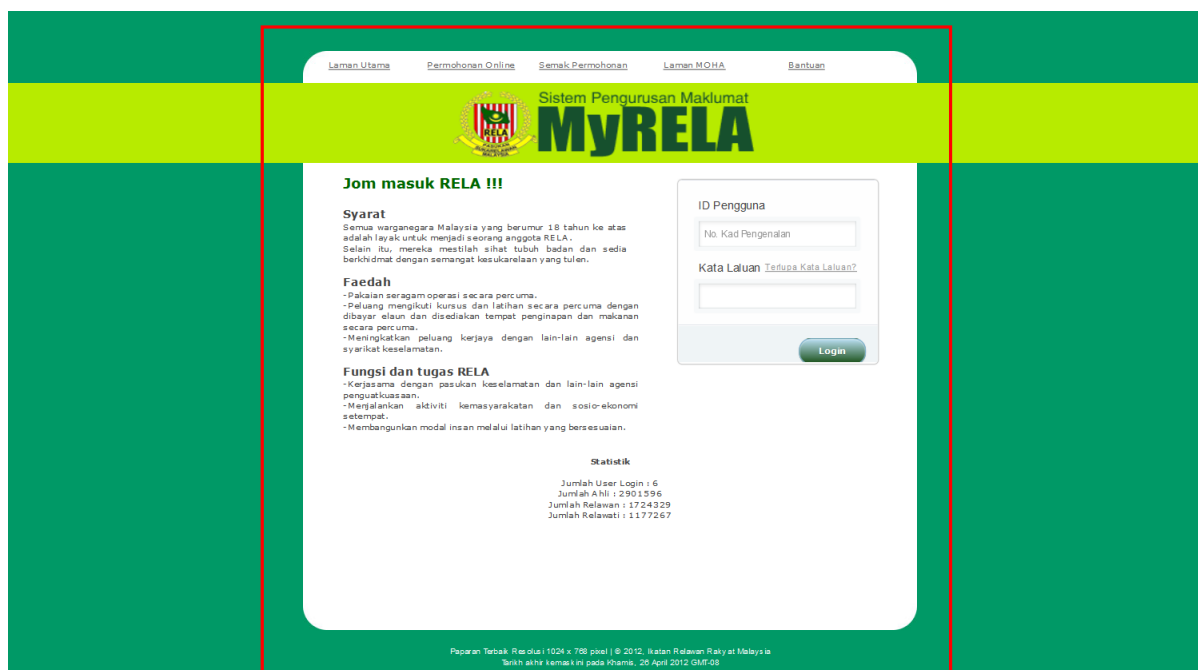 Laman Utama Permohonan Online Semak Permohonan Laman MOHA Bantuan
Sistem Pengurusan Maklumat
MyRELA
RELA
PASUKAN
SUKARELAWAN
MALAYSIA
Jom masuk RELA !!!
Syarat
Semua warganegara Malaysia yang berumur 18 tahun ke atas
adalah layak untuk menjadi seorang anggota RELA.
Selain itu, mereka mestilah sihat tubuh badan dan sedia
berkhidmat dengan semangat kesukarelaan yang tulen.
Faedah
-Pakaian seragam operasi secara percuma.
-Peluang mengikuti kursus dan latihan secara percuma dengan
dibayar elaun dan disediakan tempat penginapan dan makanan
secara percuma.
-Meningkatkan peluang kerjaya dengan lain-lain agensi dan
syarikat keselamatan.
Fungsi dan tugas RELA
-Kerjasama dengan pasukan keselamatan dan lain-lain agensi
penguatkuasaan.
-Menjalankan aktiviti kemasyarakatan dan sosio-ekonomi
setempat.
-Membangunkan modal insan melalui latihan yang bersesuaian.
ID Pengguna
No. Kad Pengenalan
Kata Laluan Terlupa Kata Laluan?
Login
Statistik
Jumlah User Login : 6
Jumlah Ahli : 2901596
Jumlah Relawan : 1724329
Jumlah Relawati : 1177267
Paparan Terbaik Resolusi 1024 x 768 pixel | © 2012, Ikatan Relawan Rakyat Malaysia
Tarikh akhir kemaskini pada Khamis, 26 April 2012 GMT-08